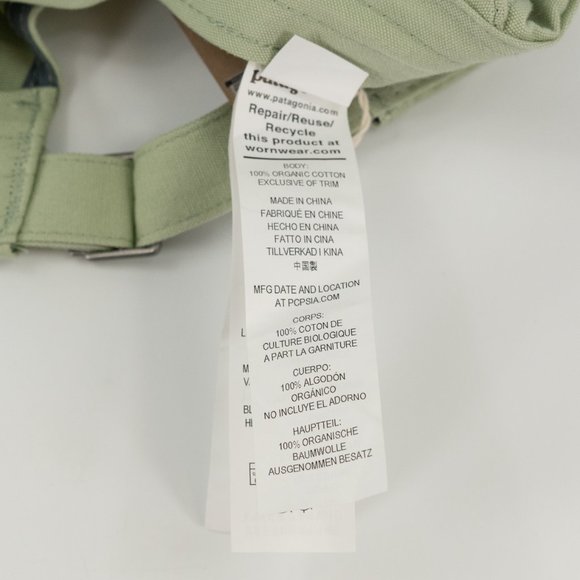 www.patagonia.com
Repair/Reuse/
Recycle
this product at
wornwear.com
BODY:
100% ORGANIC COTTON
EXCLUSIVE OF TRIM
MADE IN CHINA
FABRIQUÉ EN CHINE
HECHO EN CHINA
FATTO IN CINA
TILLVERKAD I KINA
中国製
MFG DATE AND LOCATION
AT PCPSIA.COM
CORPS:
100% COTON DE
CULTURE BIOLOGIQUE
A PART LA GARNITURE
CUERPO:
100% ALGODÓN
ORGÁNICO
NO INCLUYE EL ADORNO
HAUPTTEIL:
100% ORGANISCHE
BAUMWOLLE
AUSGENOMMEN BESATZ